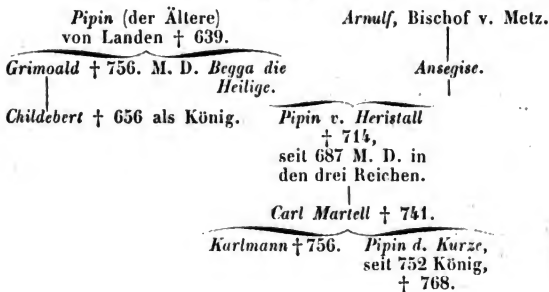 Pipin (der Ältere) Arnulf, Bischof v. Metz.
von Landen † 639.
Grimoald † 756. M. D. Begga die Ansegise.
Heilige.
Childebert † 656 als König. Pipin v. Heristall
† 714,
seit 687 M. D. in
den drei Reichen.
Carl Martell † 741.
Karlmann † 756. Pipin d. Kurze,
seit 752 König,
† 768.